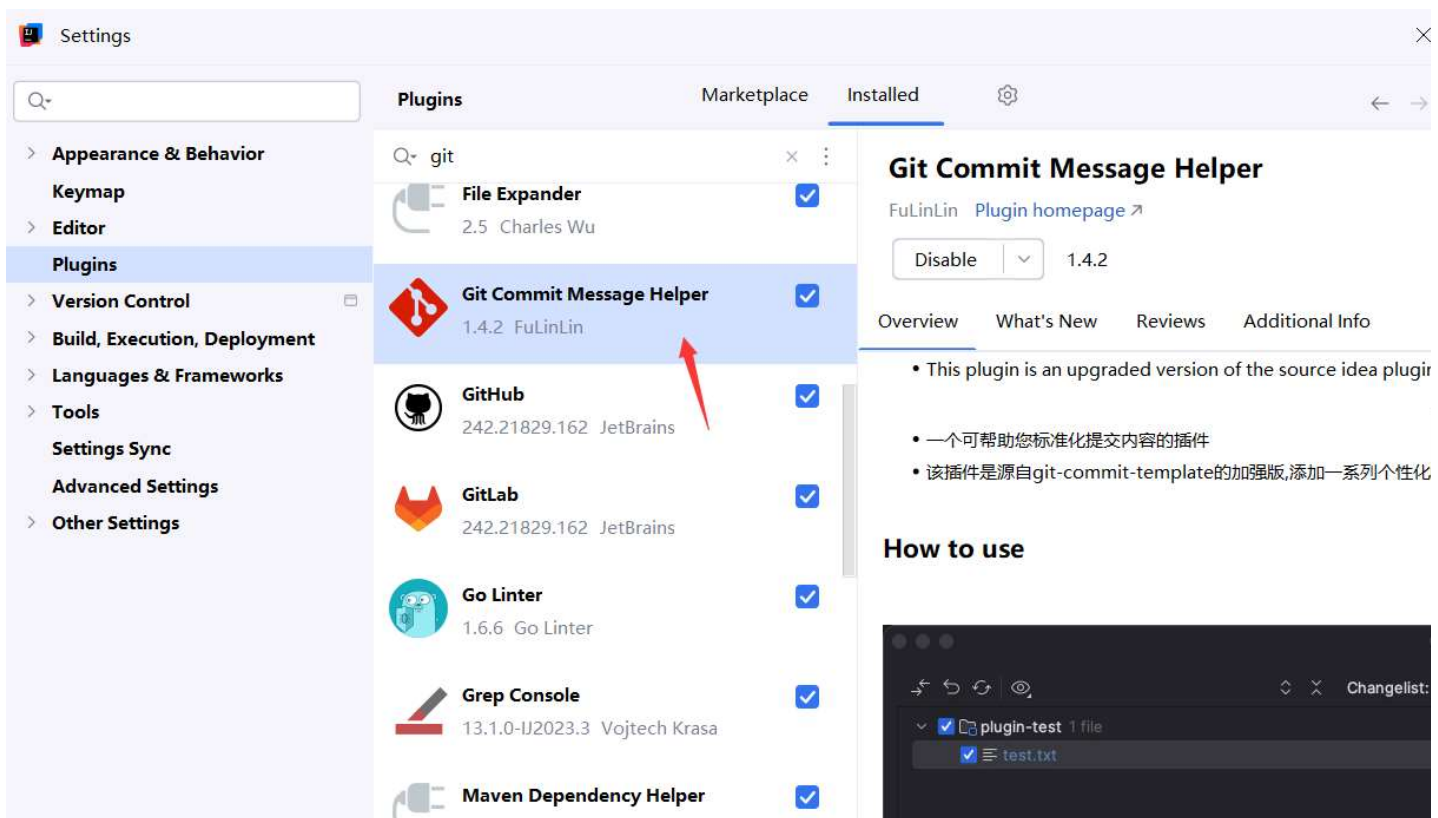 Settings
Plugins
Marketplace
Installed
Appearance & Behavior
Keymap
Editor
Plugins
Version Control
Build, Execution, Deployment
Languages & Frameworks
Tools
Settings Sync
Advanced Settings
Other Settings
git
File Expander
2.5 Charles Wu
Git Commit Message Helper
1.4.2 FuLinLin
GitHub
242.21829.162 JetBrains
GitLab
242.21829.162 JetBrains
Go Linter
1.6.6 Go Linter
Grep Console
13.1.0-IJ2023.3 Vojtech Krasa
Maven Dependency Helper
Git Commit Message Helper
FuLinLin Plugin homepage
Disable 1.4.2
Overview What's New Reviews Additional Info
• This plugin is an upgraded version of the source idea plugin
• 一个可帮助您标准化提交内容的插件
• 该插件是源自git-commit-template的加强版,添加一系列个性化
How to use
Changelist:
plugin-test 1 file
test.txt